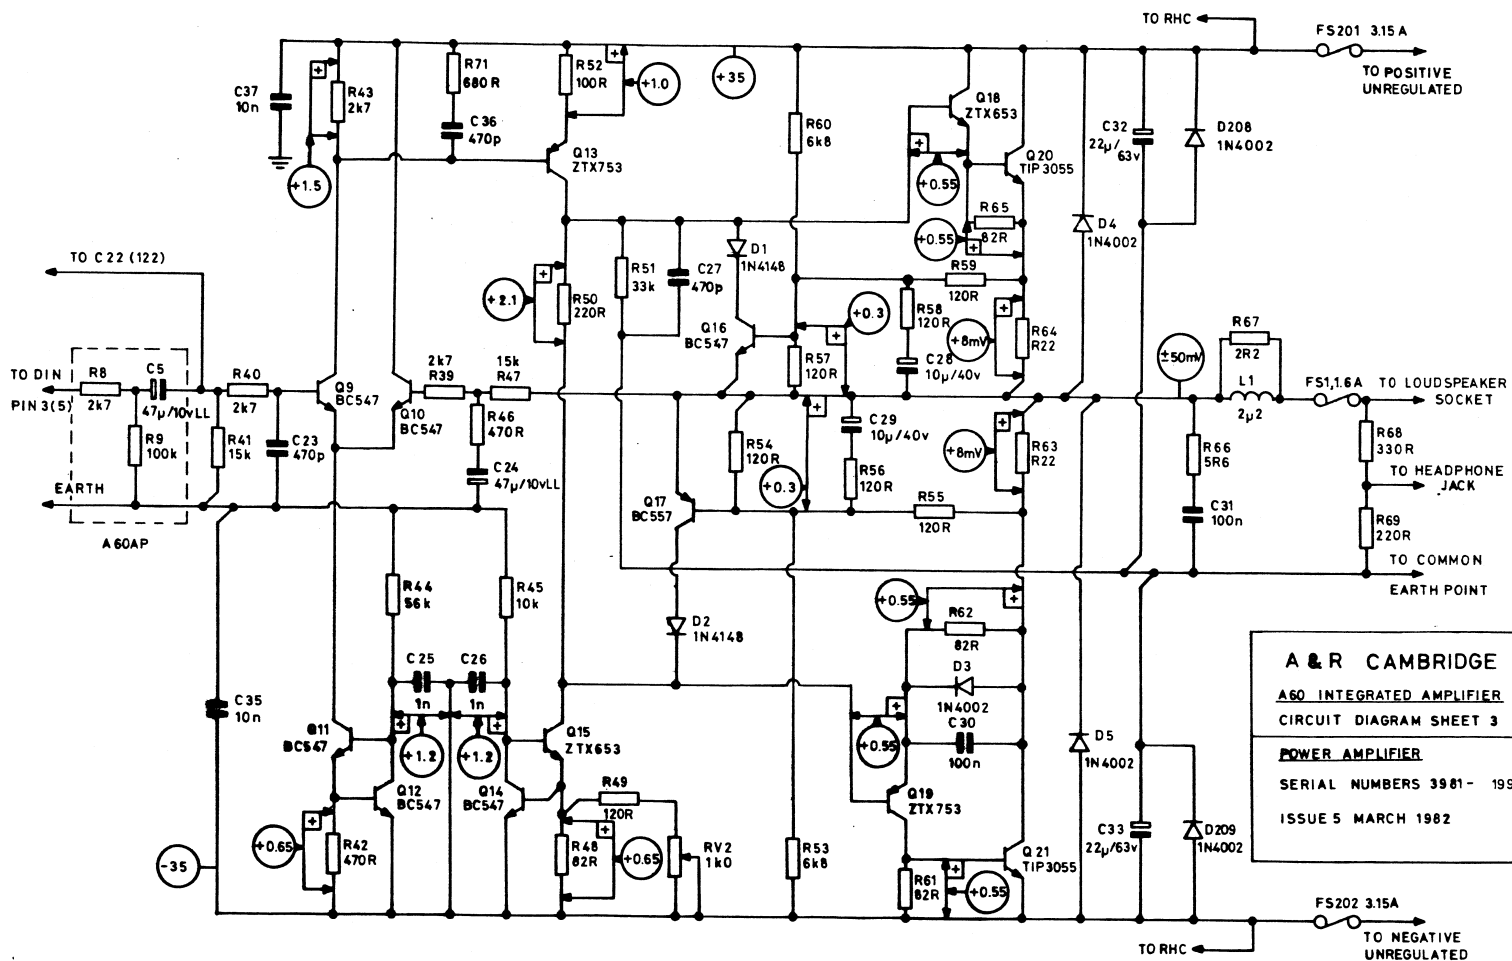 TO RHC
FS201 3.15A
TO POSITIVE
UNREGULATED
C37
10n
R43
2k7
+1.5
R71
680R
C36
470p
R52
100R
+1.0
+35
Q13
ZTX753
R60
6k8
Q18
ZTX653
+0.55
Q20
TIP3055
C32
22µ/63v
D208
1N4002
R65
82R
+0.55
D4
1N4002
TO C22 (122)
+2.1
R50
220R
R51
33k
C27
470p
D1
1N4148
R59
120R
R58
120R
+0.3
Q16
BC547
R57
120R
C28
10µ/40v
+8mV
R64
R22
±50mV
R67
2R2
L1
2µ2
FS1,1.6A
TO LOUDSPEAKER
SOCKET
TO DIN
PIN 3(5)
R8
2k7
C5
47µ/10vLL
R40
2k7
Q9
BC547
Q10
BC547
2k7
R39
15k
R47
R9
100k
R41
15k
C23
470p
R46
470R
C24
47µ/10vLL
R54
120R
C29
10µ/40v
R56
120R
+0.3
+8mV
R63
R22
R66
5R6
C31
100n
R68
330R
TO HEADPHONE
JACK
R69
220R
EARTH
A60AP
Q17
BC557
R55
120R
TO COMMON
EARTH POINT
R44
56k
R45
10k
D2
1N4148
+0.55
R62
82R
D3
1N4002
C30
100n
C35
10n
C25
1n
C26
1n
Q11
BC547
+1.2
+1.2
Q15
ZTX653
+0.55
D5
1N4002
Q12
BC547
Q14
BC547
R49
120R
Q19
ZTX753
C33
22µ/63v
D209
1N4002
-35
+0.65
R42
470R
R48
82R
+0.65
RV2
1k0
R53
6k8
R61
82R
+0.55
Q21
TIP3055
TO RHC
FS202 3.15A
TO NEGATIVE
UNREGULATED
A & R CAMBRIDGE
A60 INTEGRATED AMPLIFIER
CIRCUIT DIAGRAM SHEET 3
POWER AMPLIFIER
SERIAL NUMBERS 3981- 199
ISSUE 5 MARCH 1982